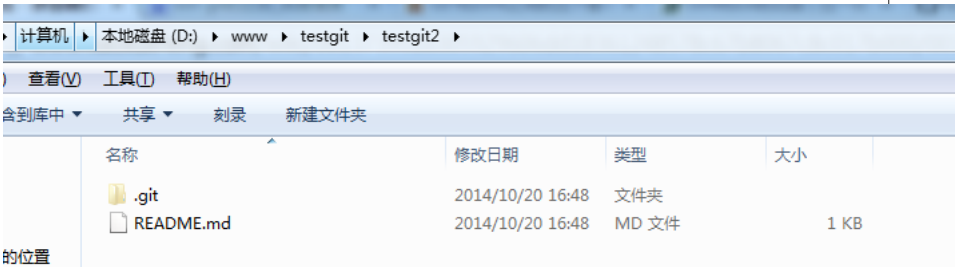 计算机 本地磁盘 (D:) www testgit testgit2
) 查看(V) 工具(T) 帮助(H)
含到库中 共享 刻录 新建文件夹
名称 修改日期 类型 大小
.git 2014/10/20 16:48 文件夹
README.md 2014/10/20 16:48 MD 文件 1 KB
的位置